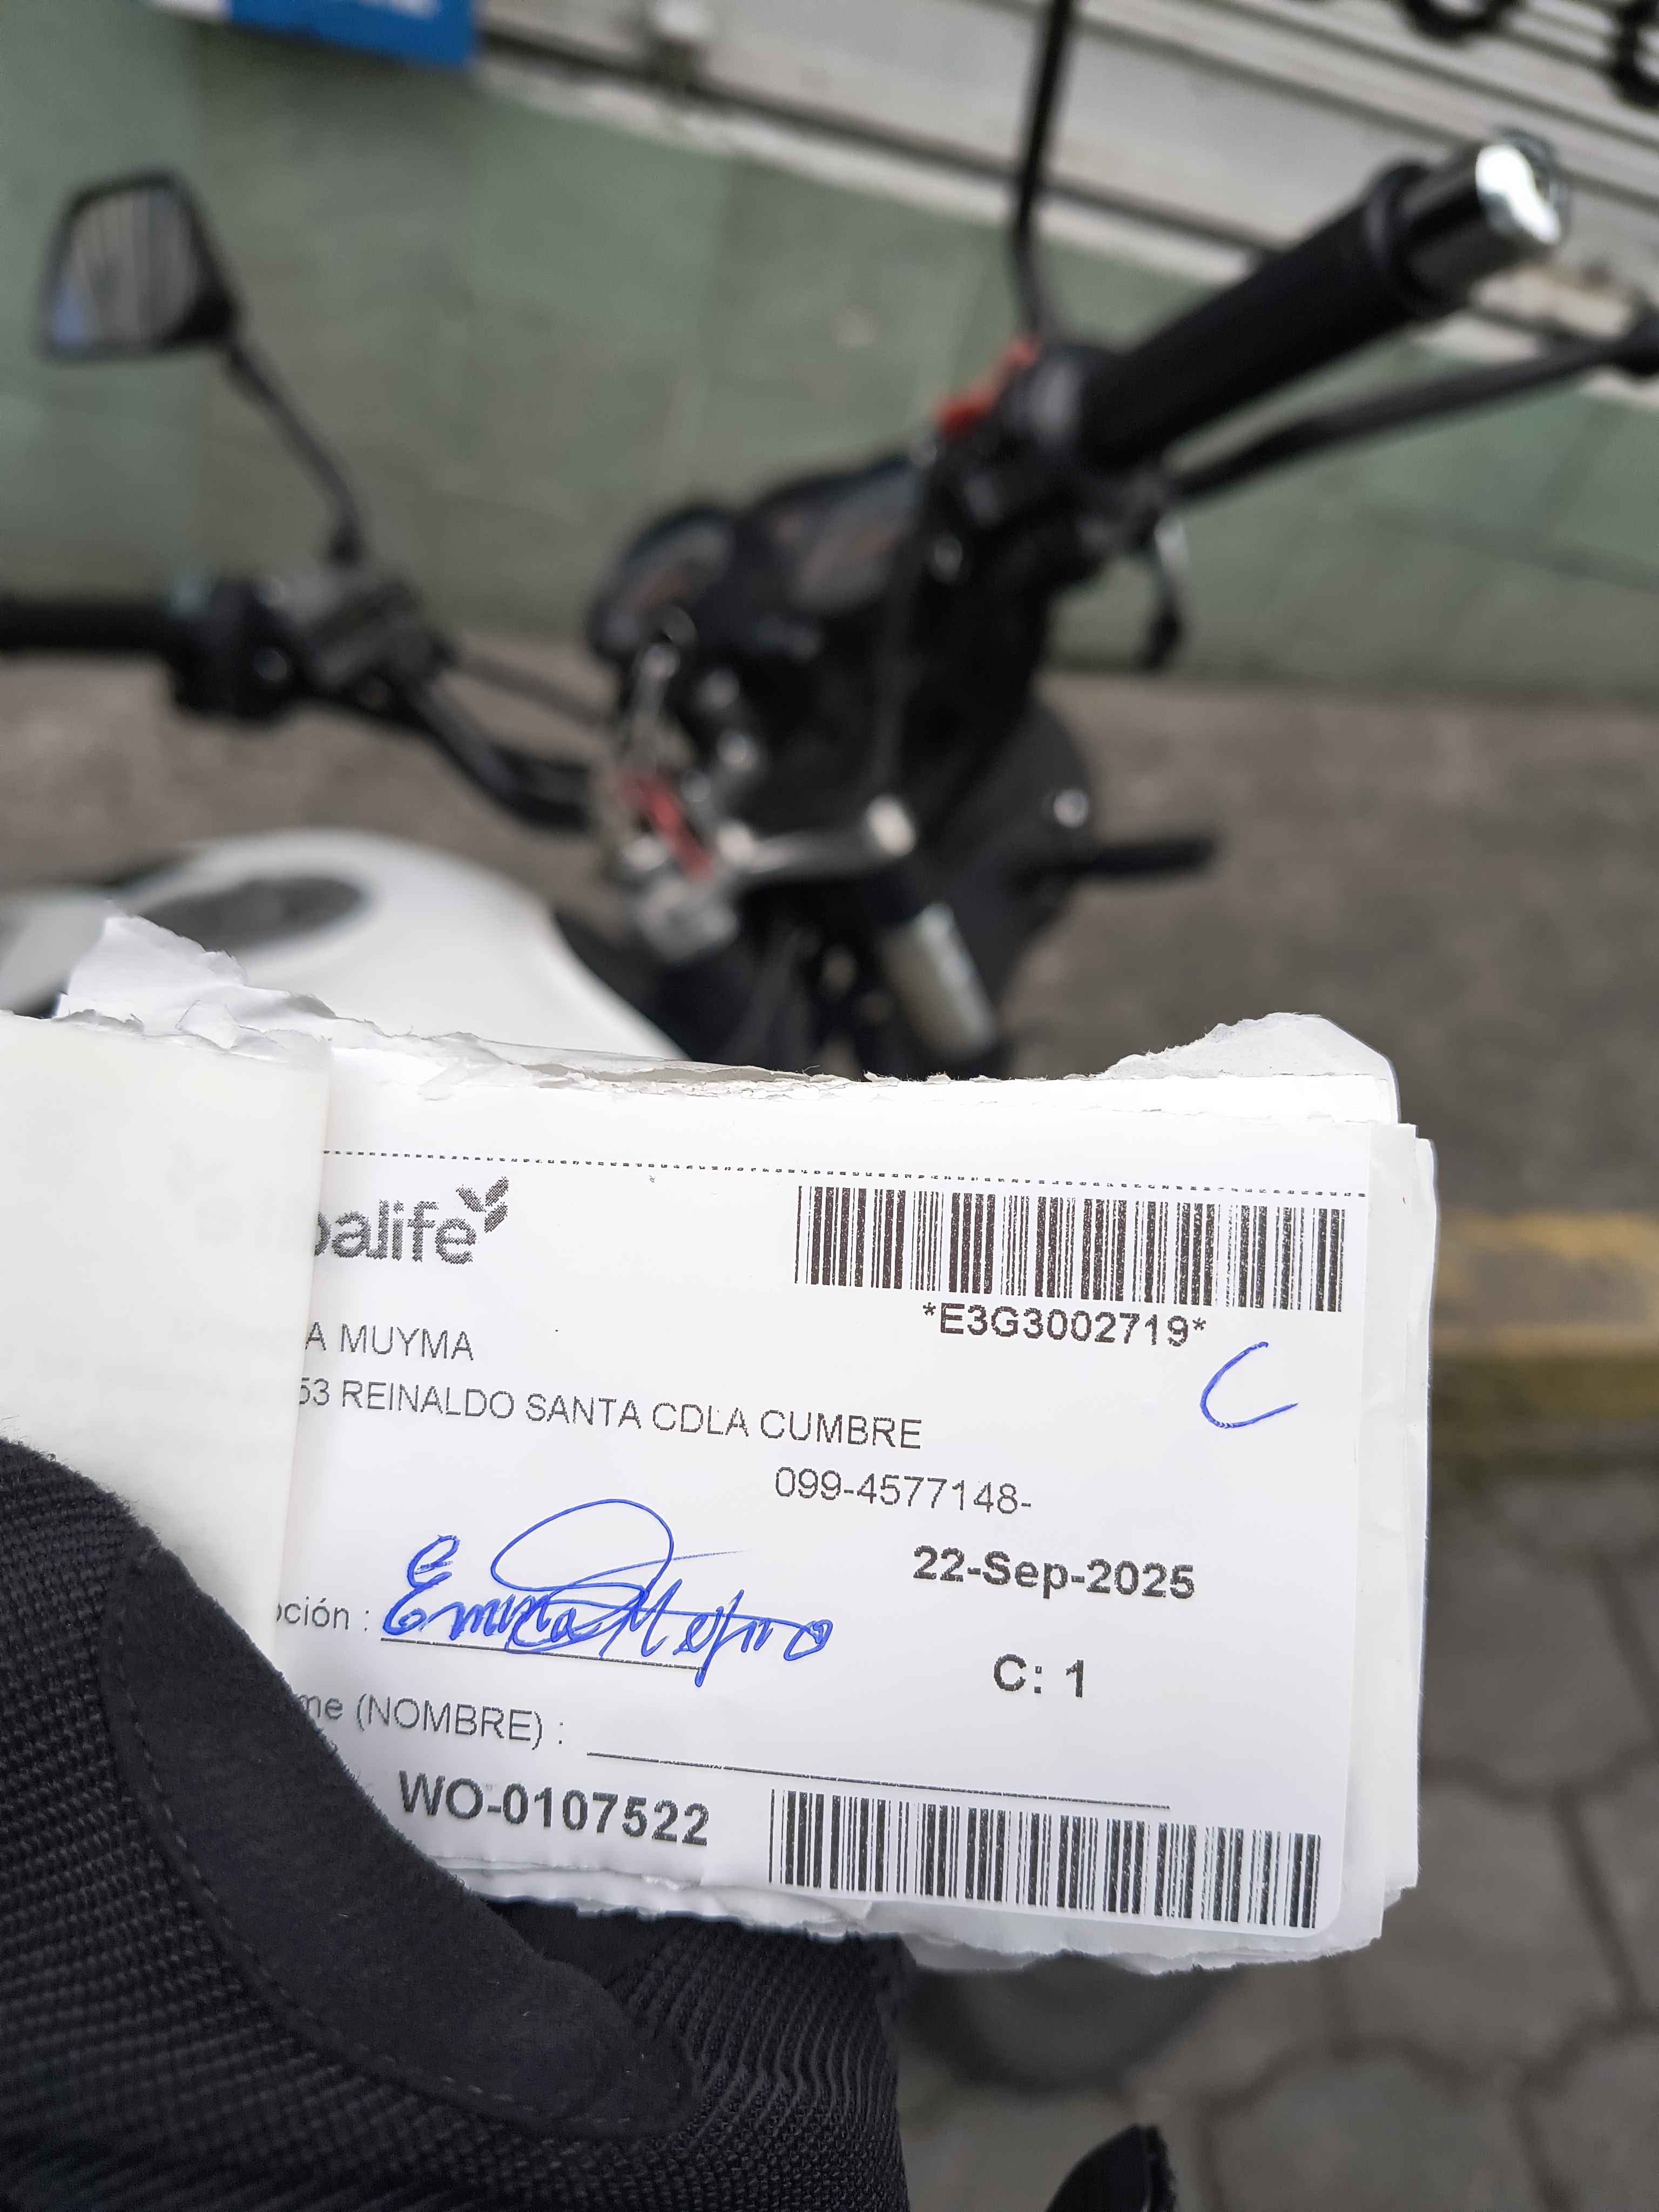 balife
*E3G3002719*
A MUYMA
53 REINALDO SANTA CDLA CUMBRE
C
099-4577148-
22-Sep-2025
pción :
C: 1
me (NOMBRE) :
WO-0107522